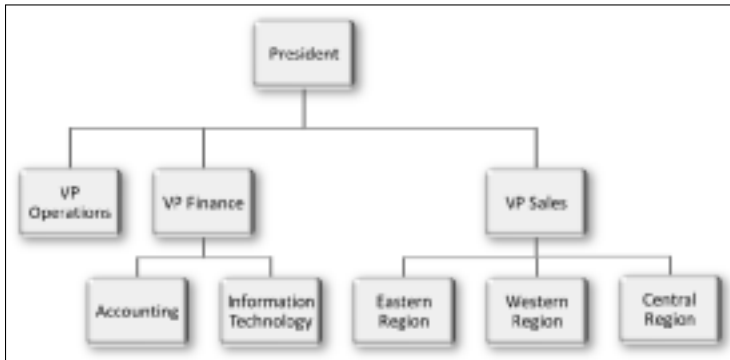 President
VP
Operations
VP Finance
VP Sales
Accounting
Information
Technology
Eastern
Region
Western
Region
Central
Region